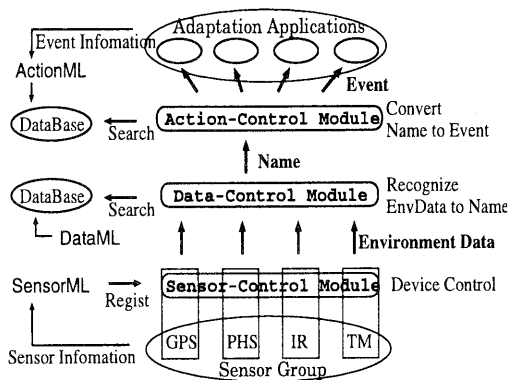 Adaptation Applications
Event Infomation
ActionML
Event
DataBase
Search
Action-Control Module
Convert
Name to Event
Name
DataBase
Search
Data-Control Module
Recognize
EnvData to Name
DataML
Environment Data
SensorML
Regist
Sensor-Control Module
Device Control
GPS
PHS
IR
TM
Sensor Infomation
Sensor Group